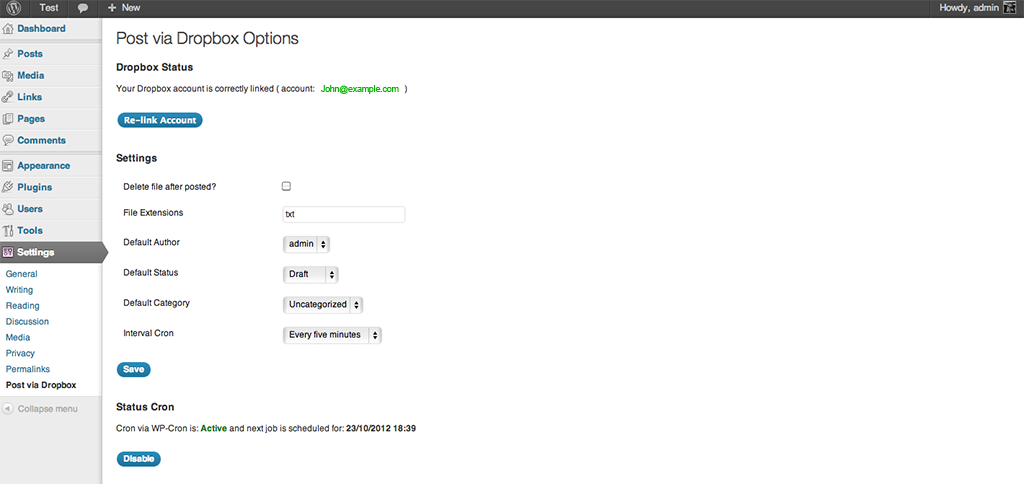 Test
New
Howdy, admin
Dashboard
Posts
Media
Links
Pages
Comments
Appearance
Plugins
Users
Tools
Settings
General
Writing
Reading
Discussion
Media
Privacy
Permalinks
Post via Dropbox
Collapse menu
Post via Dropbox Options
Dropbox Status
Your Dropbox account is correctly linked ( account: John@example.com )
Re-link Account
Settings
Delete file after posted?
File Extensions txt
Default Author admin
Default Status Draft
Default Category Uncategorized
Interval Cron Every five minutes
Save
Status Cron
Cron via WP-Cron is: Active and next job is scheduled for: 23/10/2012 18:39
Disable